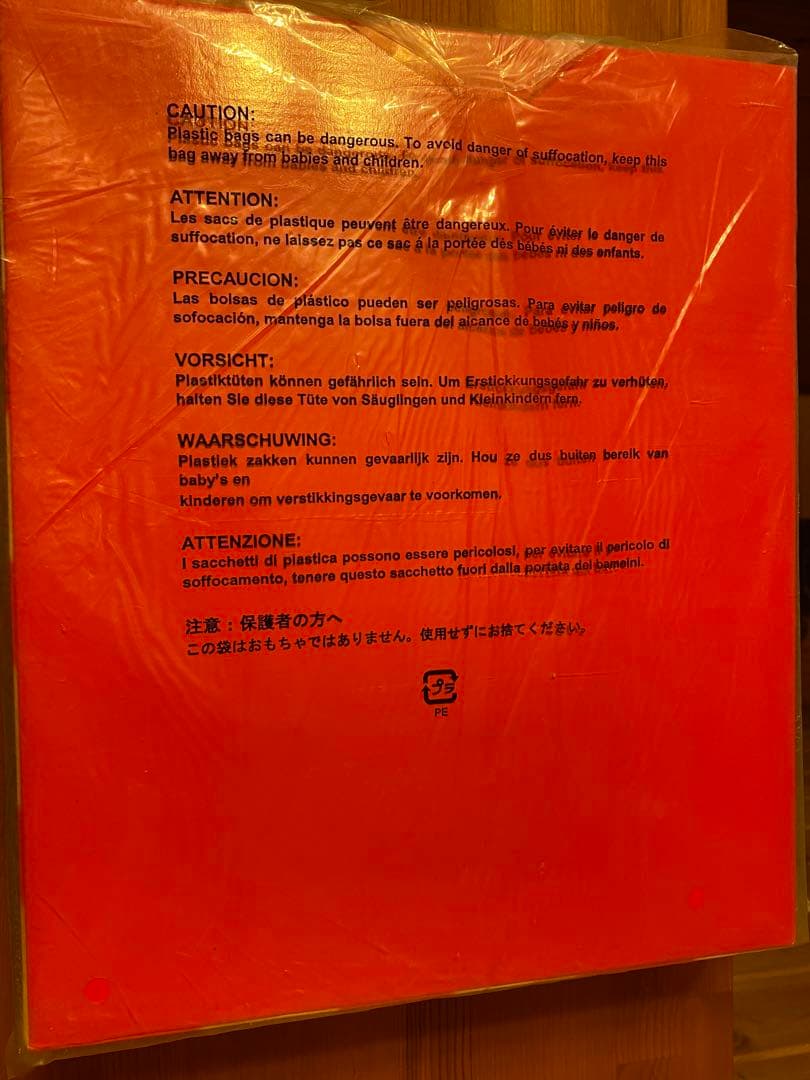 CAUTION:
Plastic bags can be dangerous. To avoid danger of suffocation, keep this
bag away from babies and children.
ATTENTION:
Les sacs de plastique peuvent être dangereux. Pour éviter le danger de
suffocation, ne laissez pas ce sac á la portée des bébés ni des enfants.
PRECAUCION:
Las bolsas de plástico pueden ser peligrosas. Para evitar peligro de
sofocación, mantenga la bolsa fuera del alcance de bebés y niños.
VORSICHT:
Plastiktüten können gefährlich sein. Um Erstickkungsgefahr zu verhüten,
halten Sie diese Tüte von Säuglingen und Kleinkindern fern.
WAARSCHUWING:
Plastiek zakken kunnen gevaarlijk zijn. Hou ze dus buiten bereik van
baby's en
kinderen om verstikkingsgevaar te voorkomen.
ATTENZIONE:
I sacchetti di plastica possono essere pericolosi, per evitare il pericolo di
soffocamento, tenere questo sacchetto fuori dalla portata dei bameini.
注意：保護者の方へ
この袋はおもちゃではありません。使用せずにお捨てください。
プラ
PE